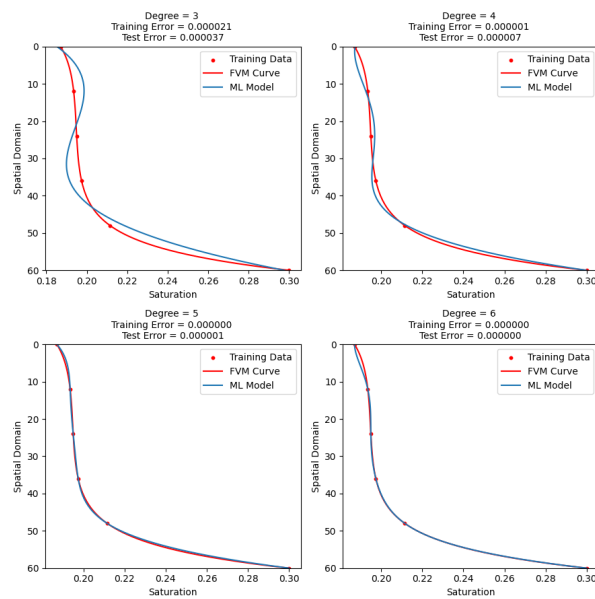 Degree = 3
Training Error = 0.000021
Test Error = 0.000037
0
10
20
30
40
50
60
Spatial Domain
Training Data
FVM Curve
ML Model
0.18
0.20
0.22
0.24
0.26
0.28
0.30
Saturation
Degree = 4
Training Error = 0.000001
Test Error = 0.000007
0
10
20
30
40
50
60
Spatial Domain
Training Data
FVM Curve
ML Model
0.20
0.22
0.24
0.26
0.28
0.30
Saturation
Degree = 5
Training Error = 0.000000
Test Error = 0.000001
0
10
20
30
40
50
60
Spatial Domain
Training Data
FVM Curve
ML Model
0.20
0.22
0.24
0.26
0.28
0.30
Saturation
Degree = 6
Training Error = 0.000000
Test Error = 0.000000
0
10
20
30
40
50
60
Spatial Domain
Training Data
FVM Curve
ML Model
0.20
0.22
0.24
0.26
0.28
0.30
Saturation